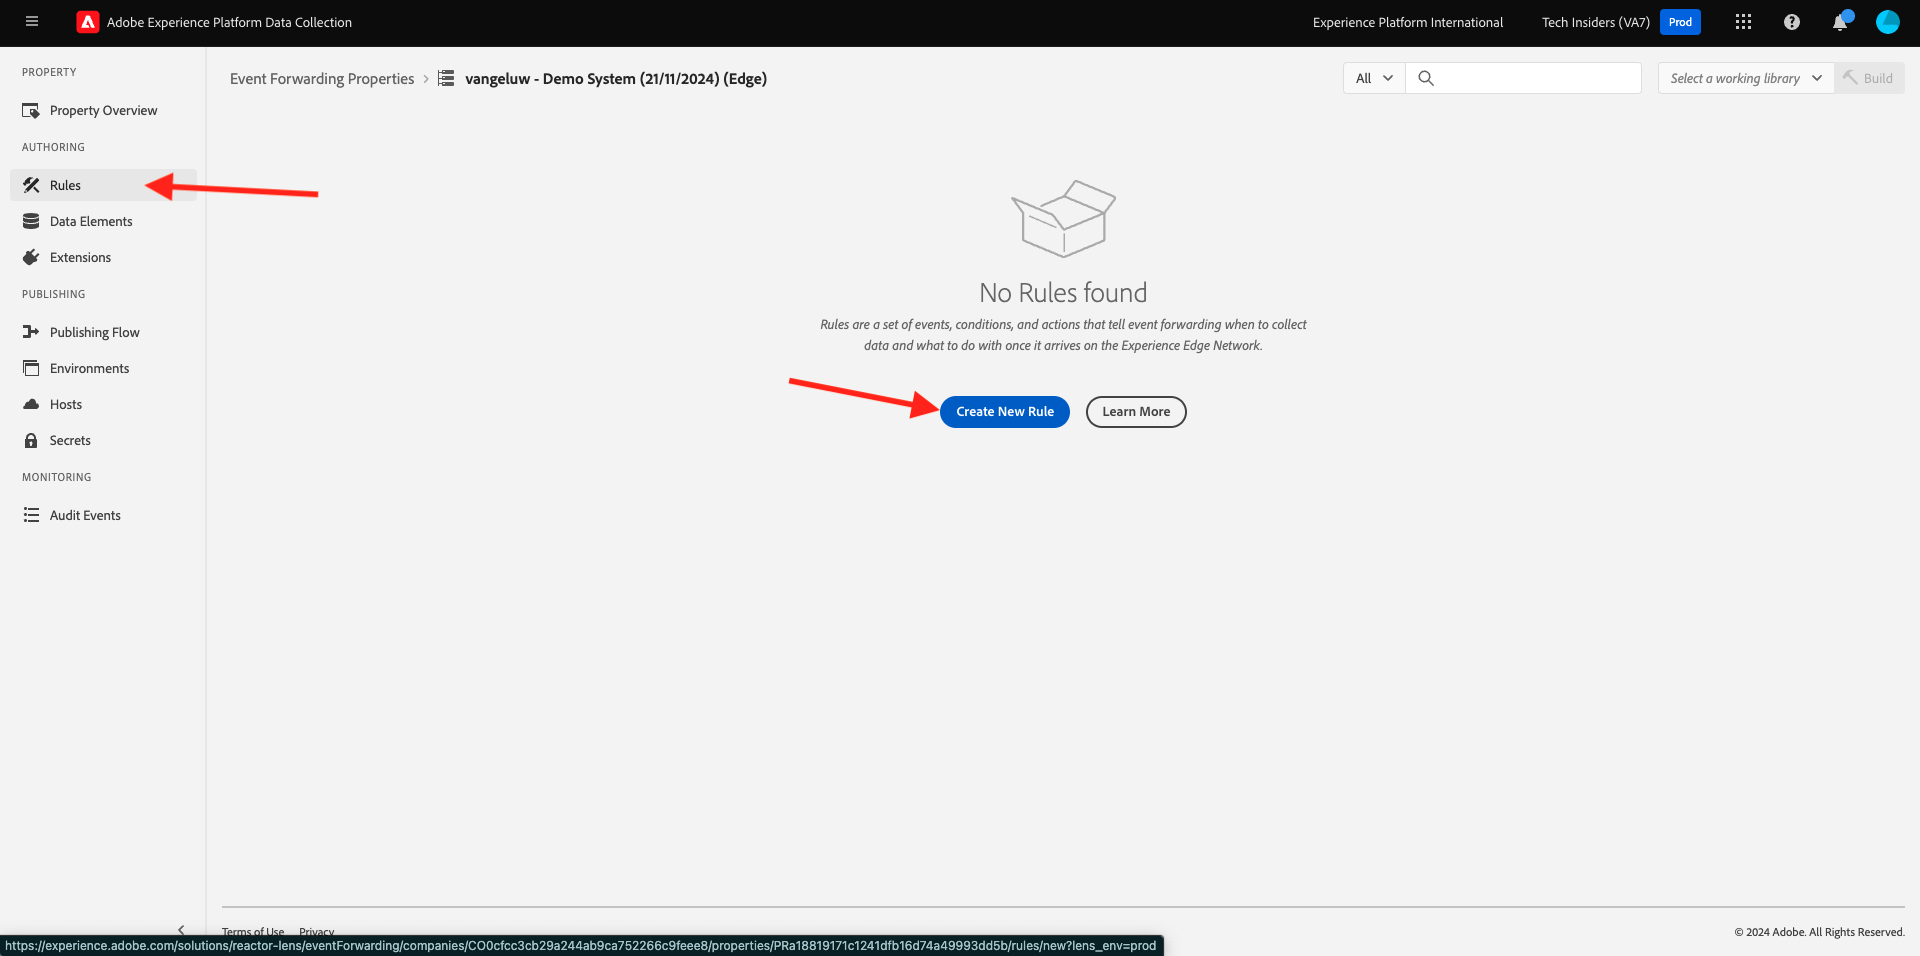 Adobe Experience Platform Data Collection
Experience Platform International
Tech Insiders (VA7)
Prod
PROPERTY
Property Overview
AUTHORING
Rules
Data Elements
Extensions
PUBLISHING
Publishing Flow
Environments
Hosts
Secrets
MONITORING
Audit Events
Event Forwarding Properties
vangeluw - Demo System (21/11/2024) (Edge)
All
Select a working library
Build
No Rules found
Rules are a set of events, conditions, and actions that tell event forwarding when to collect
data and what to do with once it arrives on the Experience Edge Network.
Create New Rule
Learn More
Terms of Use
Privacy
© 2024 Adobe. All Rights Reserved.
https://experience.adobe.com/solutions/reactor-lens/eventForwarding/companies/CO0cfcc3cb29a244ab9ca752266c9feee8/properties/PRa18819171c1241dfb16d74a49993dd5b/rules/new?lens_env=prod